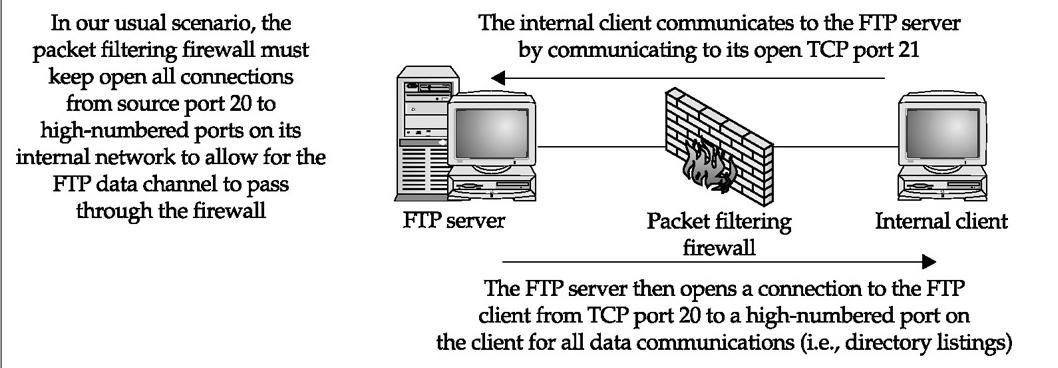 In our usual scenario, the
packet filtering firewall must
keep open all connections
from source port 20 to
high-numbered ports on its
internal network to allow for the
FTP data channel to pass
through the firewall
The internal client communicates to the FTP server
by communicating to its open TCP port 21
FTP server
Packet filtering
firewall
Internal client
The FTP server then opens a connection to the FTP
client from TCP port 20 to a high-numbered port on
the client for all data communications (i.e., directory listings)